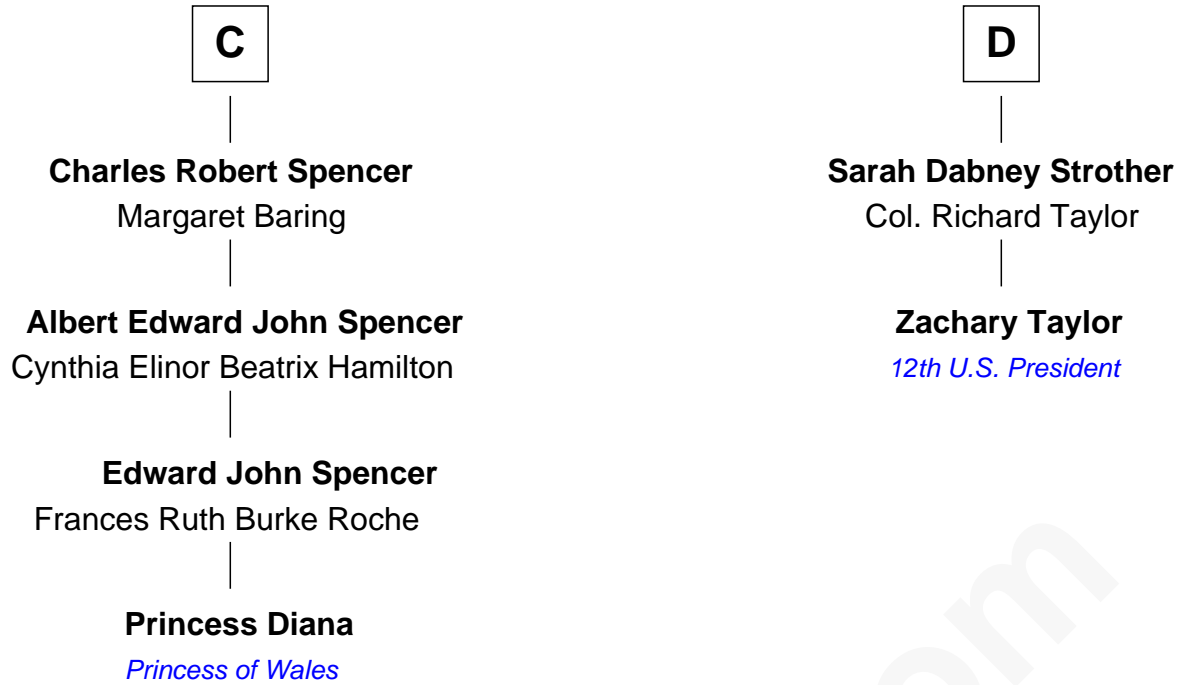 C
Charles Robert Spencer
Margaret Baring
Albert Edward John Spencer
Cynthia Elinor Beatrix Hamilton
Edward John Spencer
Frances Ruth Burke Roche
Princess Diana
Princess of Wales
D
Sarah Dabney Strother
Col. Richard Taylor
Zachary Taylor
12th U.S. President
om